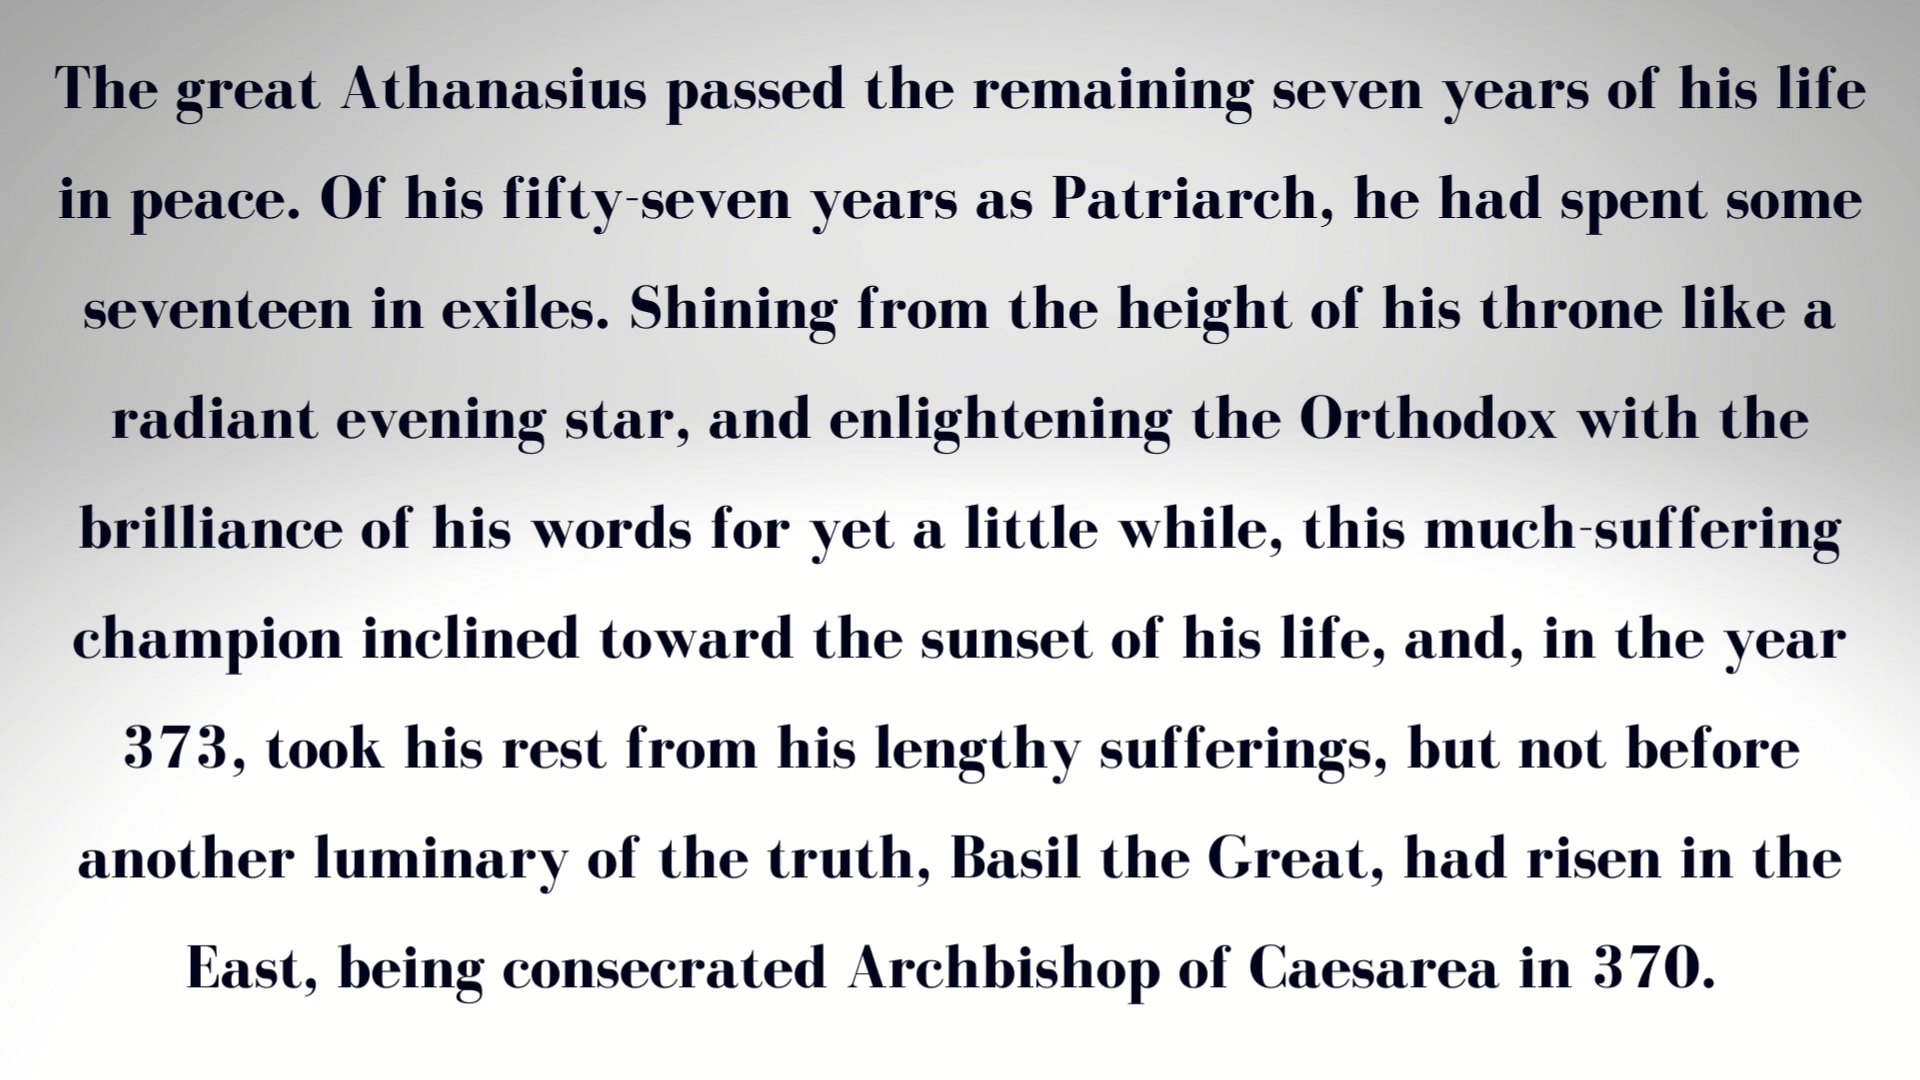 The great Athanasius passed the remaining seven years of his life
in peace. Of his fifty-seven years as Patriarch, he had spent some
seventeen in exiles. Shining from the height of his throne like a
radiant evening star, and enlightening the Orthodox with the
brilliance of his words for yet a little while, this much-suffering
champion inclined toward the sunset of his life, and, in the year
373, took his rest from his lengthy sufferings, but not before
another luminary of the truth, Basil the Great, had risen in the
East, being consecrated Archbishop of Caesarea in 370.